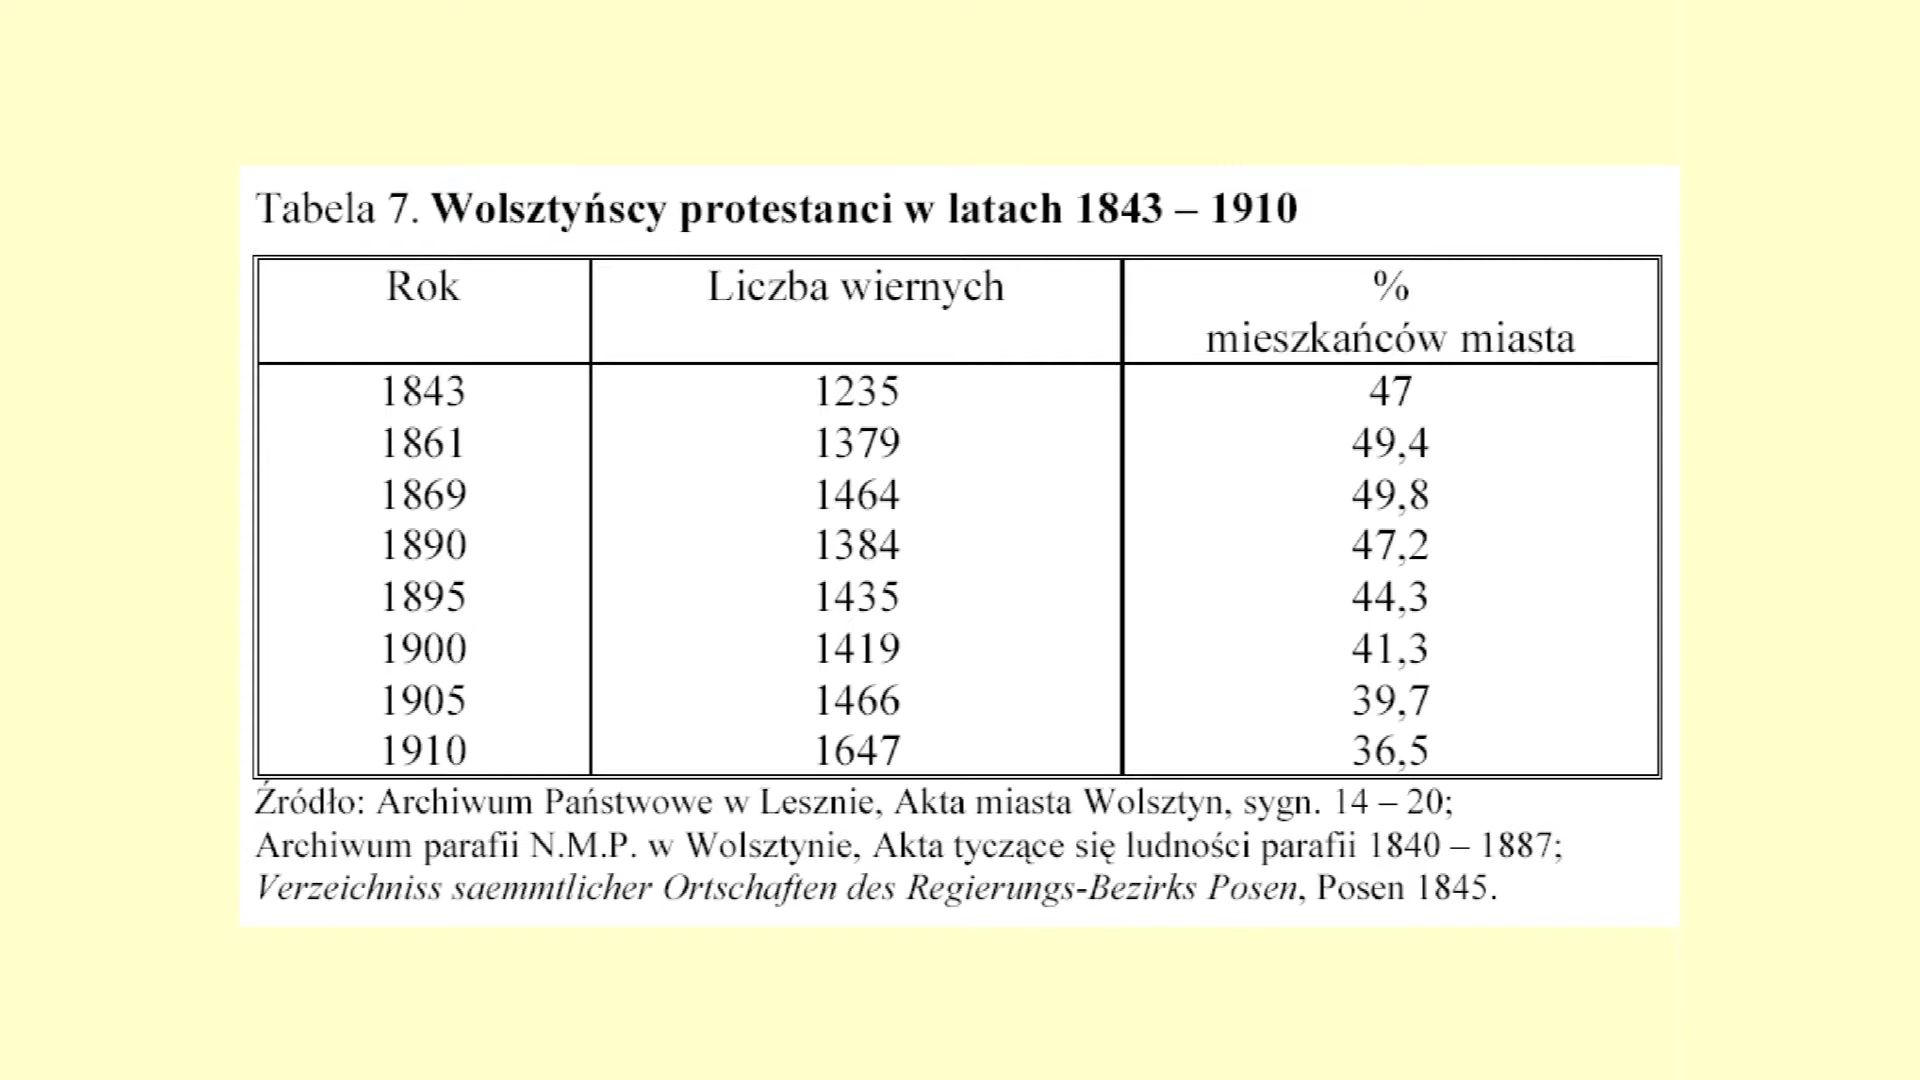 Tabela 7. Wolsztyńscy protestanci w latach 1843 – 1910
Rok Liczba wiernych %
mieszkańców miasta
1843 1235 47
1861 1379 49,4
1869 1464 49,8
1890 1384 47,2
1895 1435 44,3
1900 1419 41,3
1905 1466 39,7
1910 1647 36,5
Źródło: Archiwum Państwowe w Lesznie, Akta miasta Wolsztyn, sygn. 14 – 20;
Archiwum parafii N.M.P. w Wolsztynie, Akta tyczące się ludności parafii 1840 – 1887;
Verzeichniss saemmtlicher Ortschaften des Regierungs-Bezirks Posen, Posen 1845.